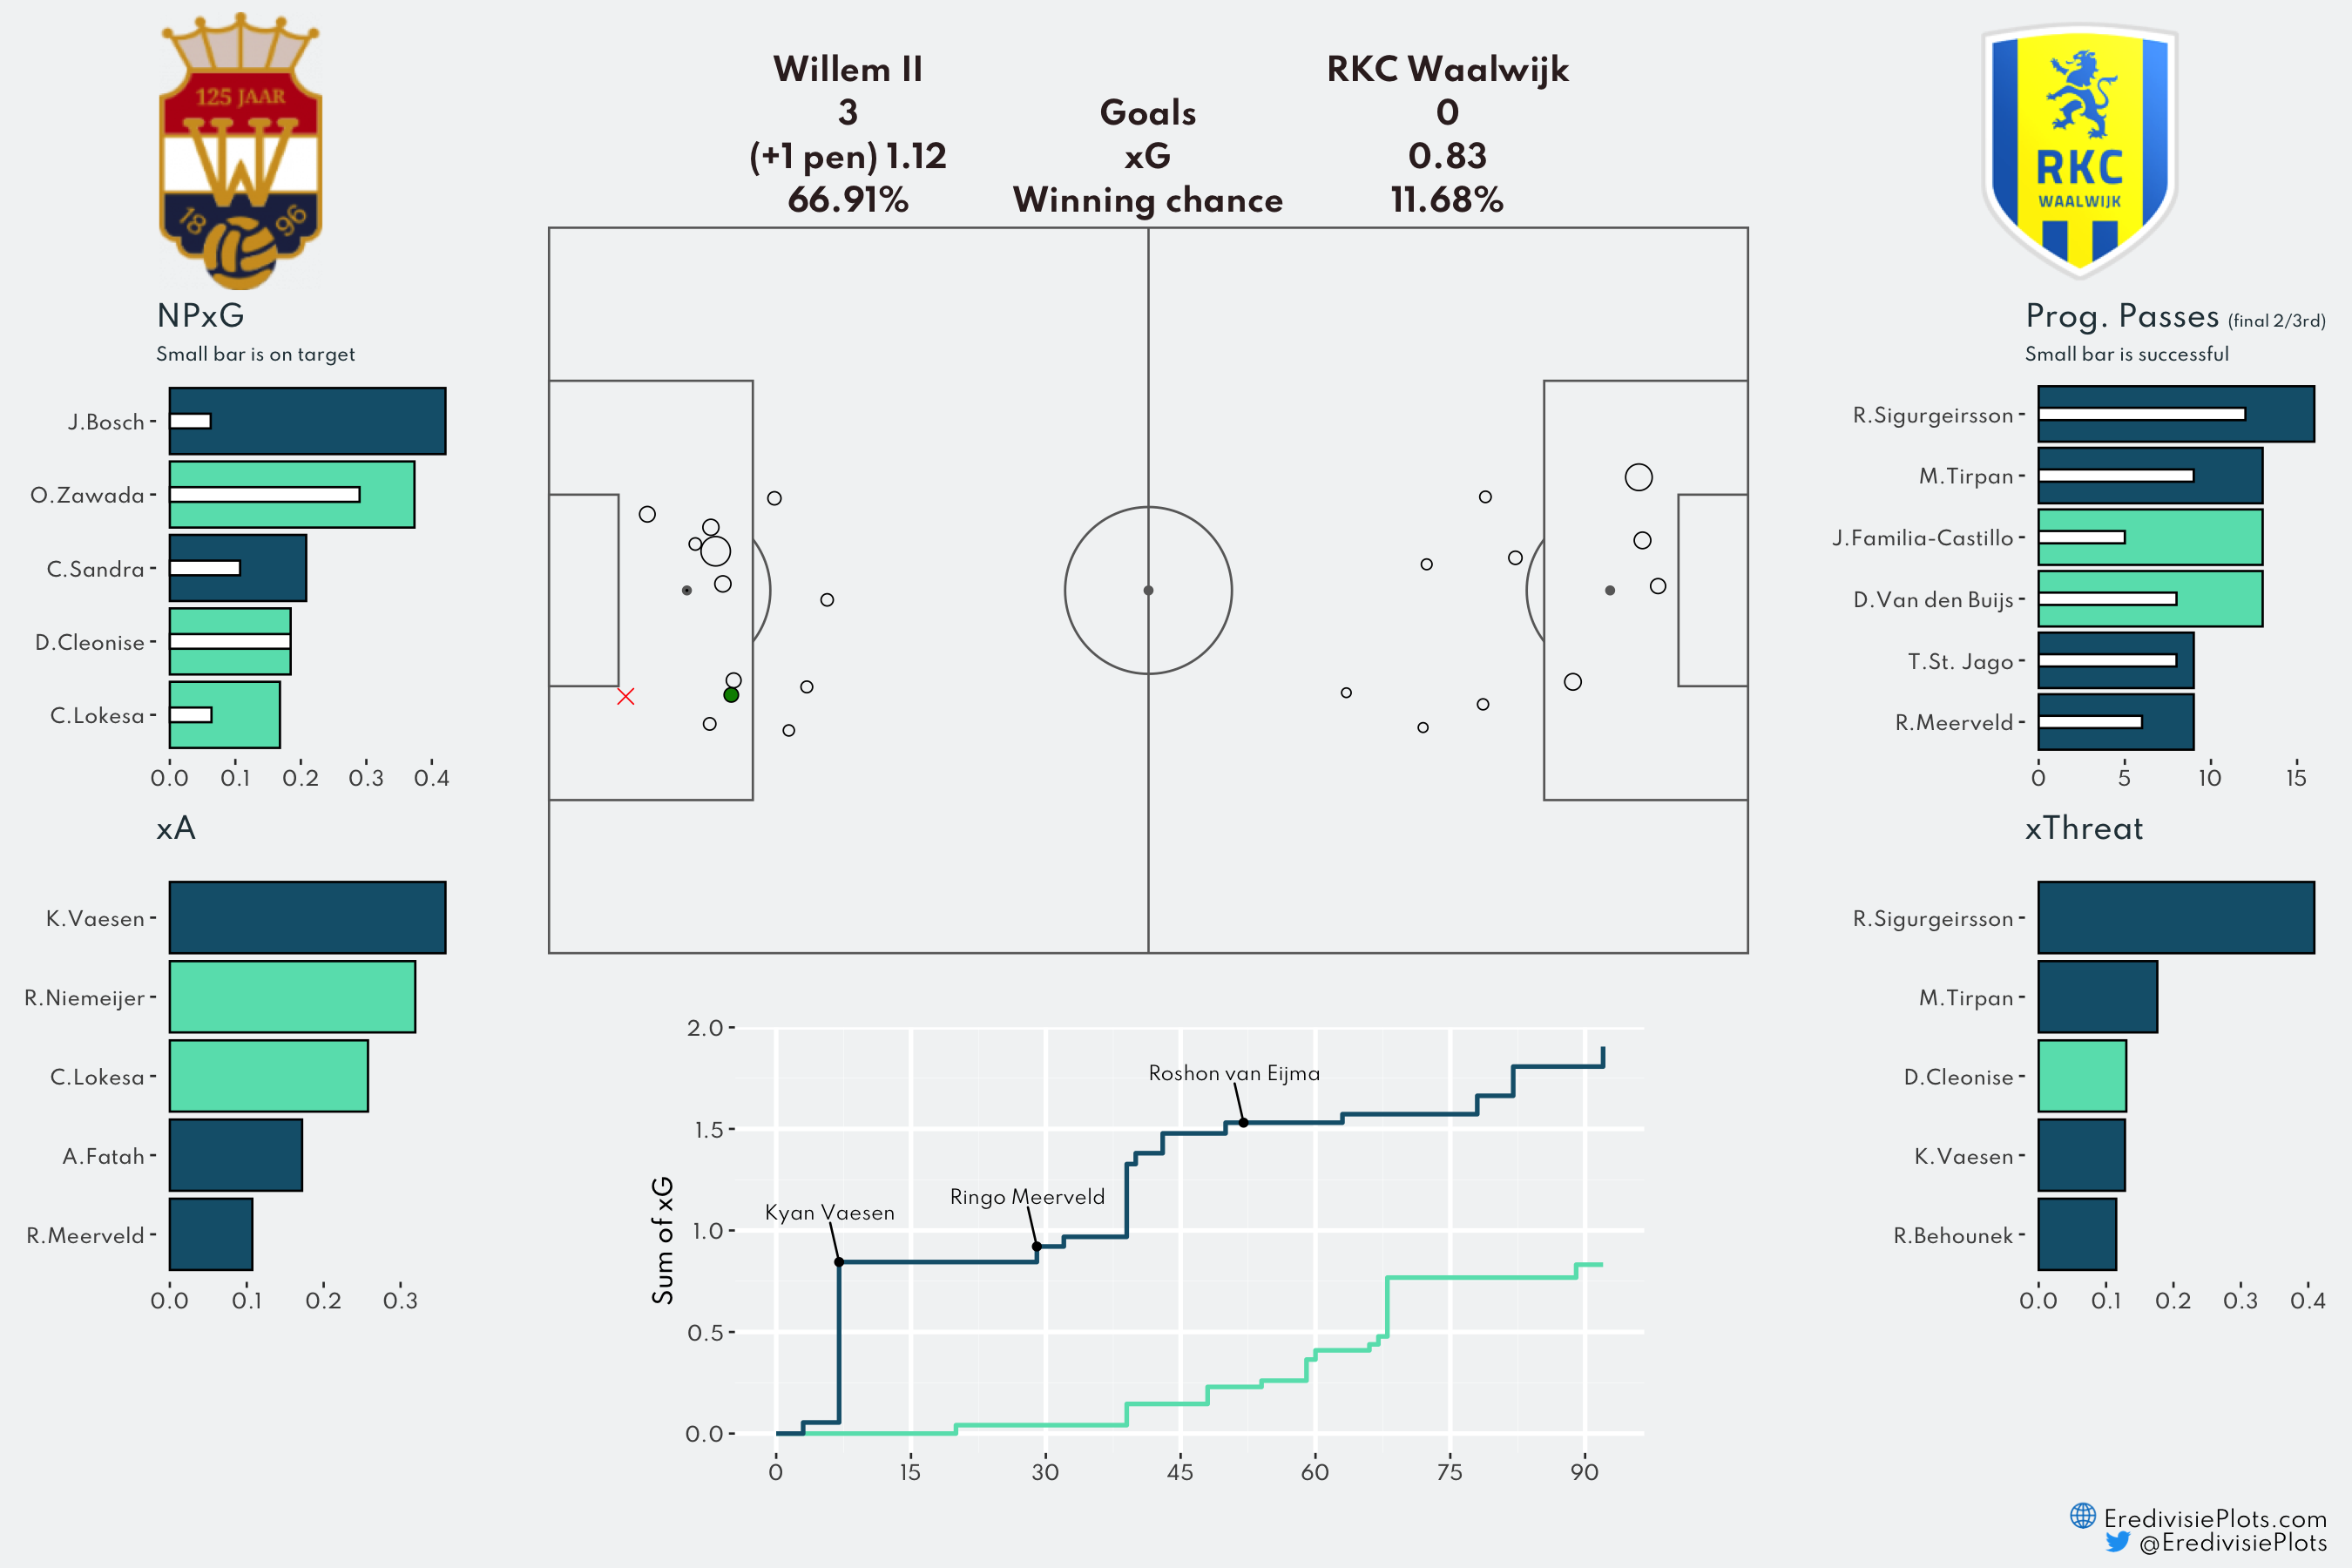 125 JAAR
W
18 96
Willem II RKC Waalwijk
3 Goals 0
(+1 pen) 1.12 xG 0.83
66.91% Winning chance 11.68%
RKC
WAALWIJK
NPxG
Small bar is on target
J.Bosch
O.Zawada
C.Sandra
D.Cleonise
C.Lokesa
0.0 0.1 0.2 0.3 0.4
xA
K.Vaesen
R.Niemeijer
C.Lokesa
A.Fatah
R.Meerveld
0.0 0.1 0.2 0.3
Sum of xG
2.0
1.5
1.0
0.5
0.0
Roshon van Eijma
Ringo Meerveld
Kyan Vaesen
0 15 30 45 60 75 90
Prog. Passes (final 2/3rd)
Small bar is successful
R.Sigurgeirsson
M.Tirpan
J.Familia-Castillo
D.Van den Buijs
T.St. Jago
R.Meerveld
0 5 10 15
xThreat
R.Sigurgeirsson
M.Tirpan
D.Cleonise
K.Vaesen
R.Behounek
0.0 0.1 0.2 0.3 0.4
EredivisiePlots.com
@EredivisiePlots